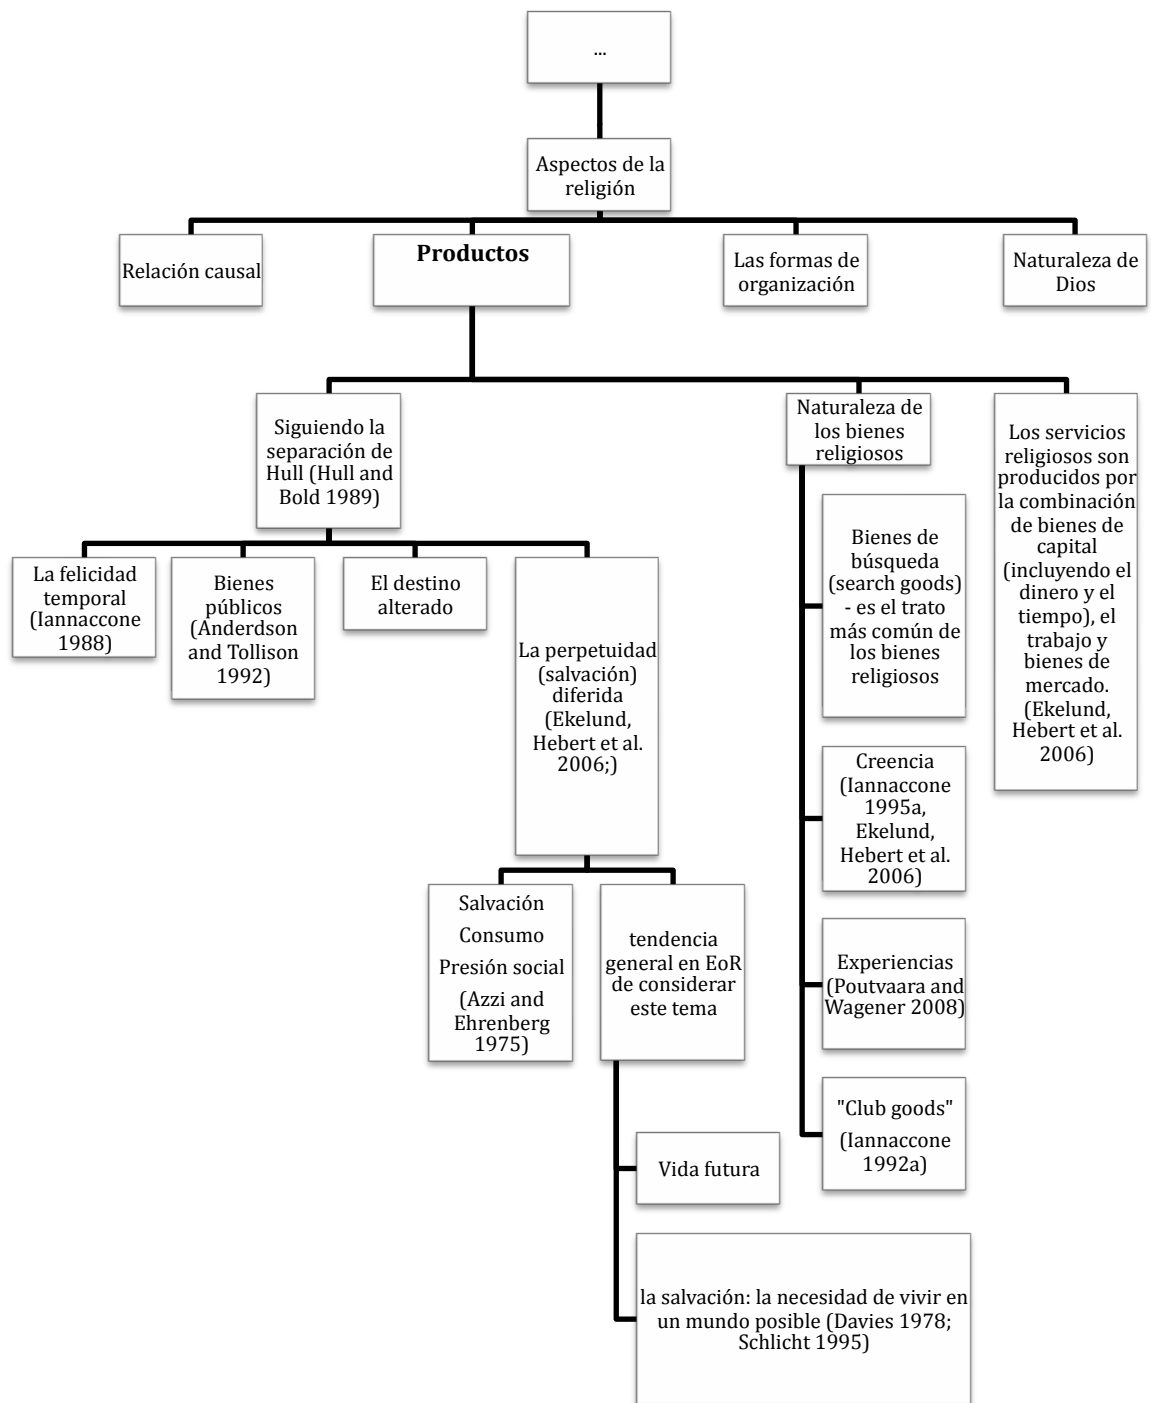 ...
Aspectos de la
religión
Relación causal
Productos
Las formas de
organización
Naturaleza de
Dios
Siguiendo la
separación de
Hull (Hull and
Bold 1989)
Naturaleza de
los bienes
religiosos
Los servicios
religiosos son
producidos por
la combinación
de bienes de
capital
(incluyendo el
dinero y el
tiempo), el
trabajo y
bienes de
mercado.
(Ekelund,
Hebert et al.
2006)
La felicidad
temporal
(Iannaccone
1988)
Bienes
públicos
(Anderdson
and Tollison
1992)
El destino
alterado
La perpetuidad
(salvación)
diferida
(Ekelund,
Hebert et al.
2006;)
Bienes de
búsqueda
(search goods)
- es el trato
más común de
los bienes
religiosos
Creencia
(Iannaccone
1995a,
Ekelund,
Hebert et al.
2006)
Experiencias
(Poutvaara and
Wagener 2008)
"Club goods"
(Iannaccone
1992a)
Salvación
Consumo
Presión social
(Azzi and
Ehrenberg
1975)
tendencia
general en EoR
de considerar
este tema
Vida futura
la salvación: la necesidad de vivir en
un mundo posible (Davies 1978;
Schlicht 1995)